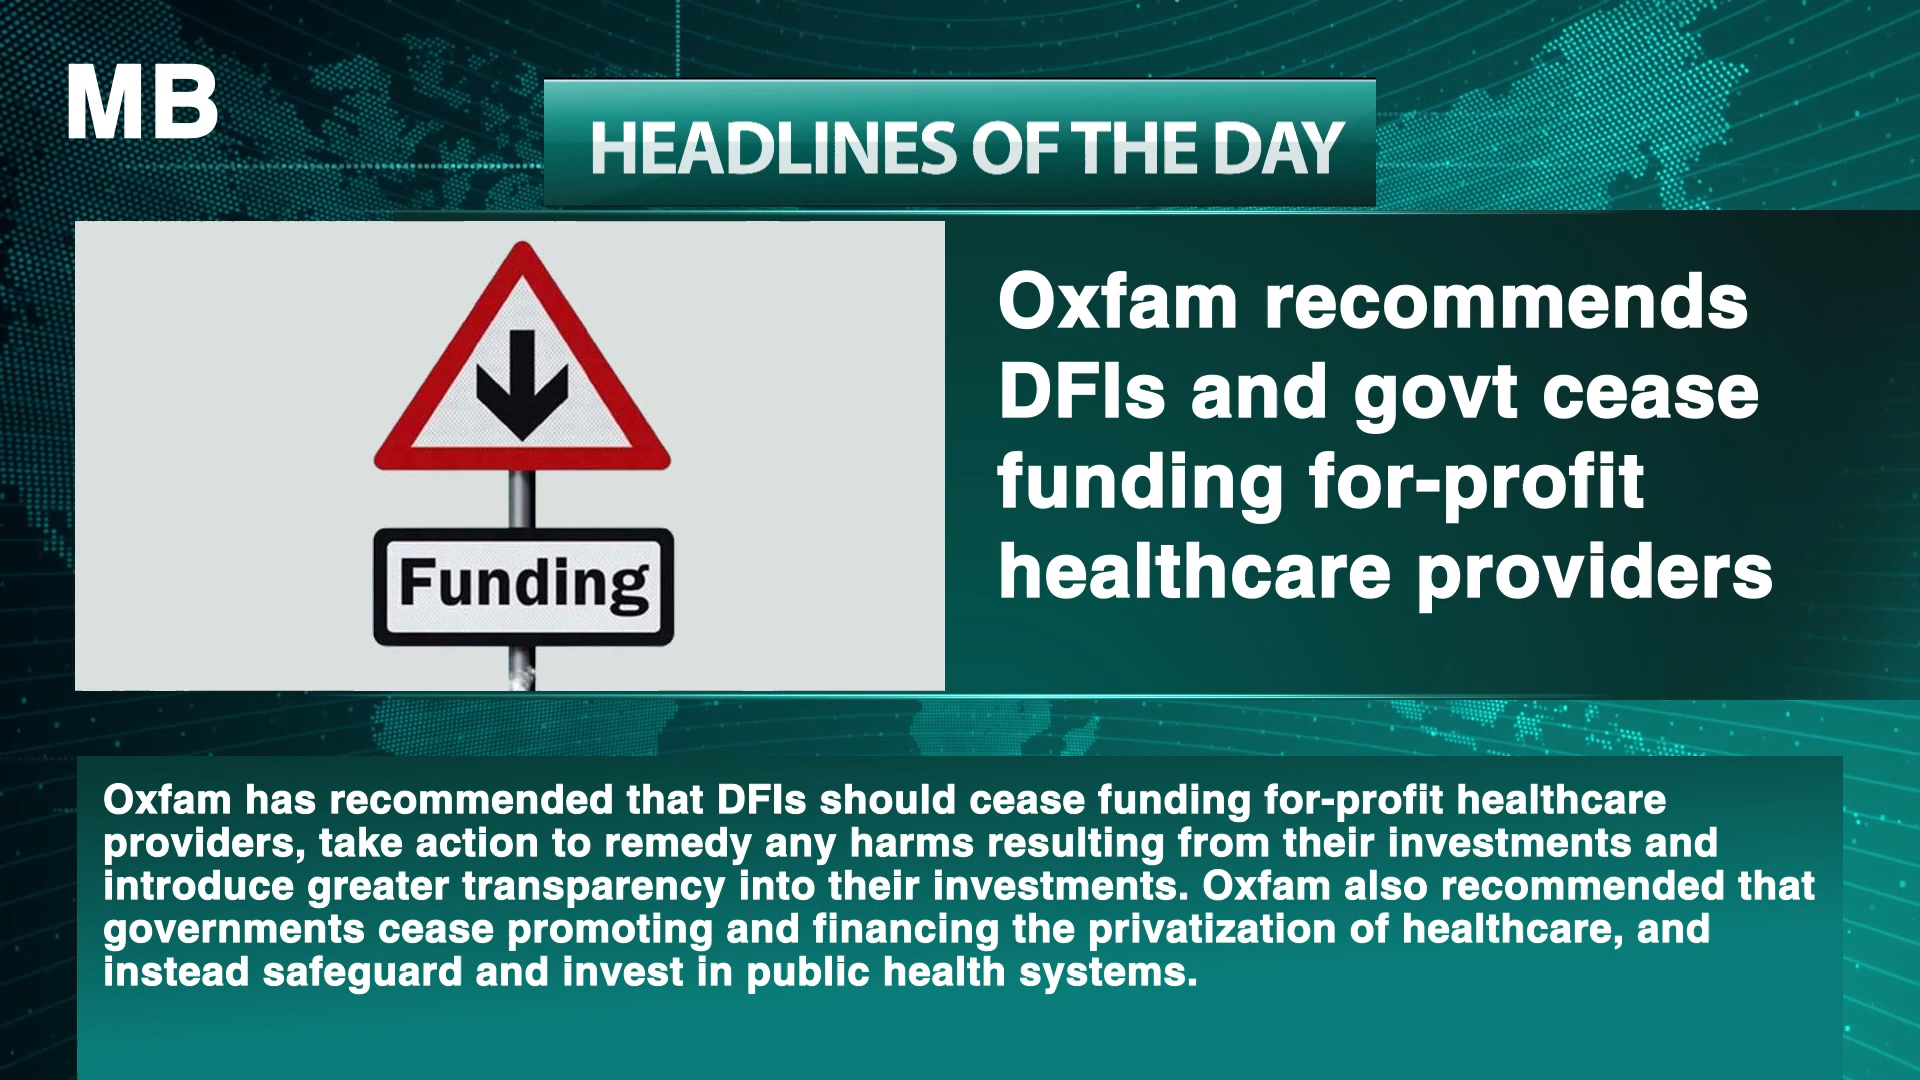 MB
HEADLINES OF THE DAY
Funding
Oxfam recommends
DFIs and govt cease
funding for-profit
healthcare providers
Oxfam has recommended that DFIs should cease funding for-profit healthcare
providers, take action to remedy any harms resulting from their investments and
introduce greater transparency into their investments. Oxfam also recommended that
governments cease promoting and financing the privatization of healthcare, and
instead safeguard and invest in public health systems.